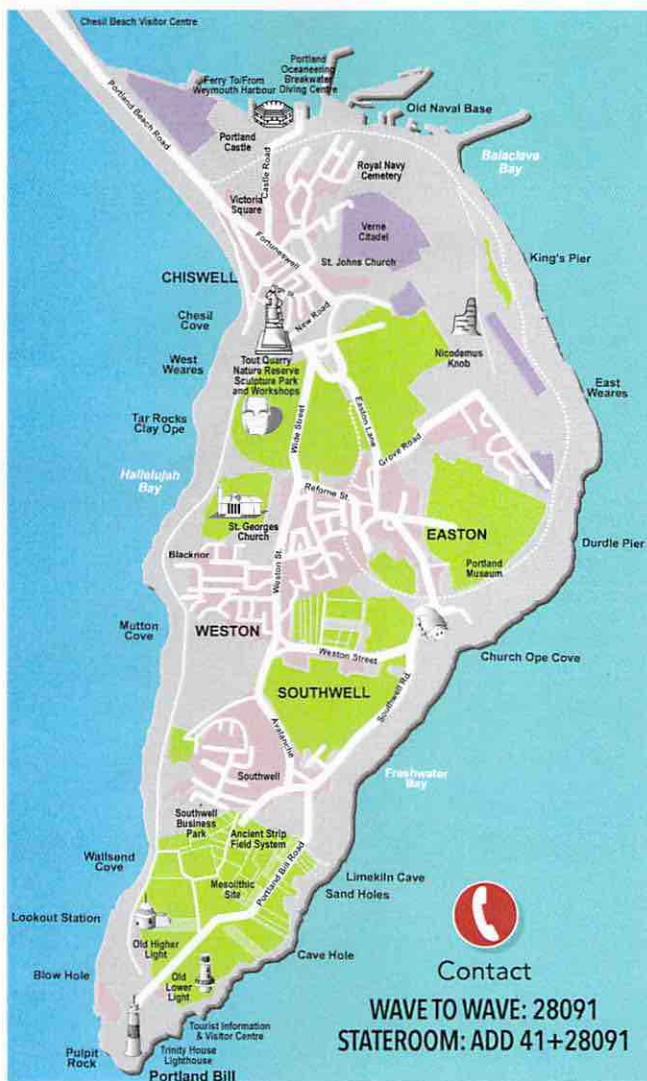 Chesil Beach Visitor Centre
Portland Beach Road
Ferry To/From
Weymouth Harbour
Portland
Oceaneering
Breakwater
Diving Centre
Old Naval Base
Portland
Castle
Castle Road
Royal Navy
Cemetery
Balaclava
Bay
Victoria
Square
Verne
Citadel
Fortuneswell
St. Johns Church
King's Pier
CHISWELL
Chesil
Cove
New Road
Nicodemus
Knob
West
Weares
Tout Quarry
Nature Reserve
Sculpture Park
and Workshops
East
Weares
Tar Rocks
Clay Ope
Wide Street
Easton Lane
Grove Road
Hallelujah
Bay
Reforne St.
St. Georges
Church
EASTON
Durdle Pier
Blacknor
Weston St.
Portland
Museum
Mutton
Cove
WESTON
Weston Street
Church Ope Cove
SOUTHWELL
Southwell Rd.
Avalanche
Southwell
Freshwater
Bay
Southwell
Business
Park
Ancient Strip
Field System
Wallsend
Cove
Mesolithic
Site
Portland Bill Road
Limekiln Cave
Sand Holes
Lookout Station
Old Higher
Light
Cave Hole
Blow Hole
Old
Lower
Light
Tourist Information
& Visitor Centre
Pulpit
Rock
Trinity House
Lighthouse
Portland Bill
Contact
WAVE TO WAVE: 28091
STATEROOM: ADD 41+28091